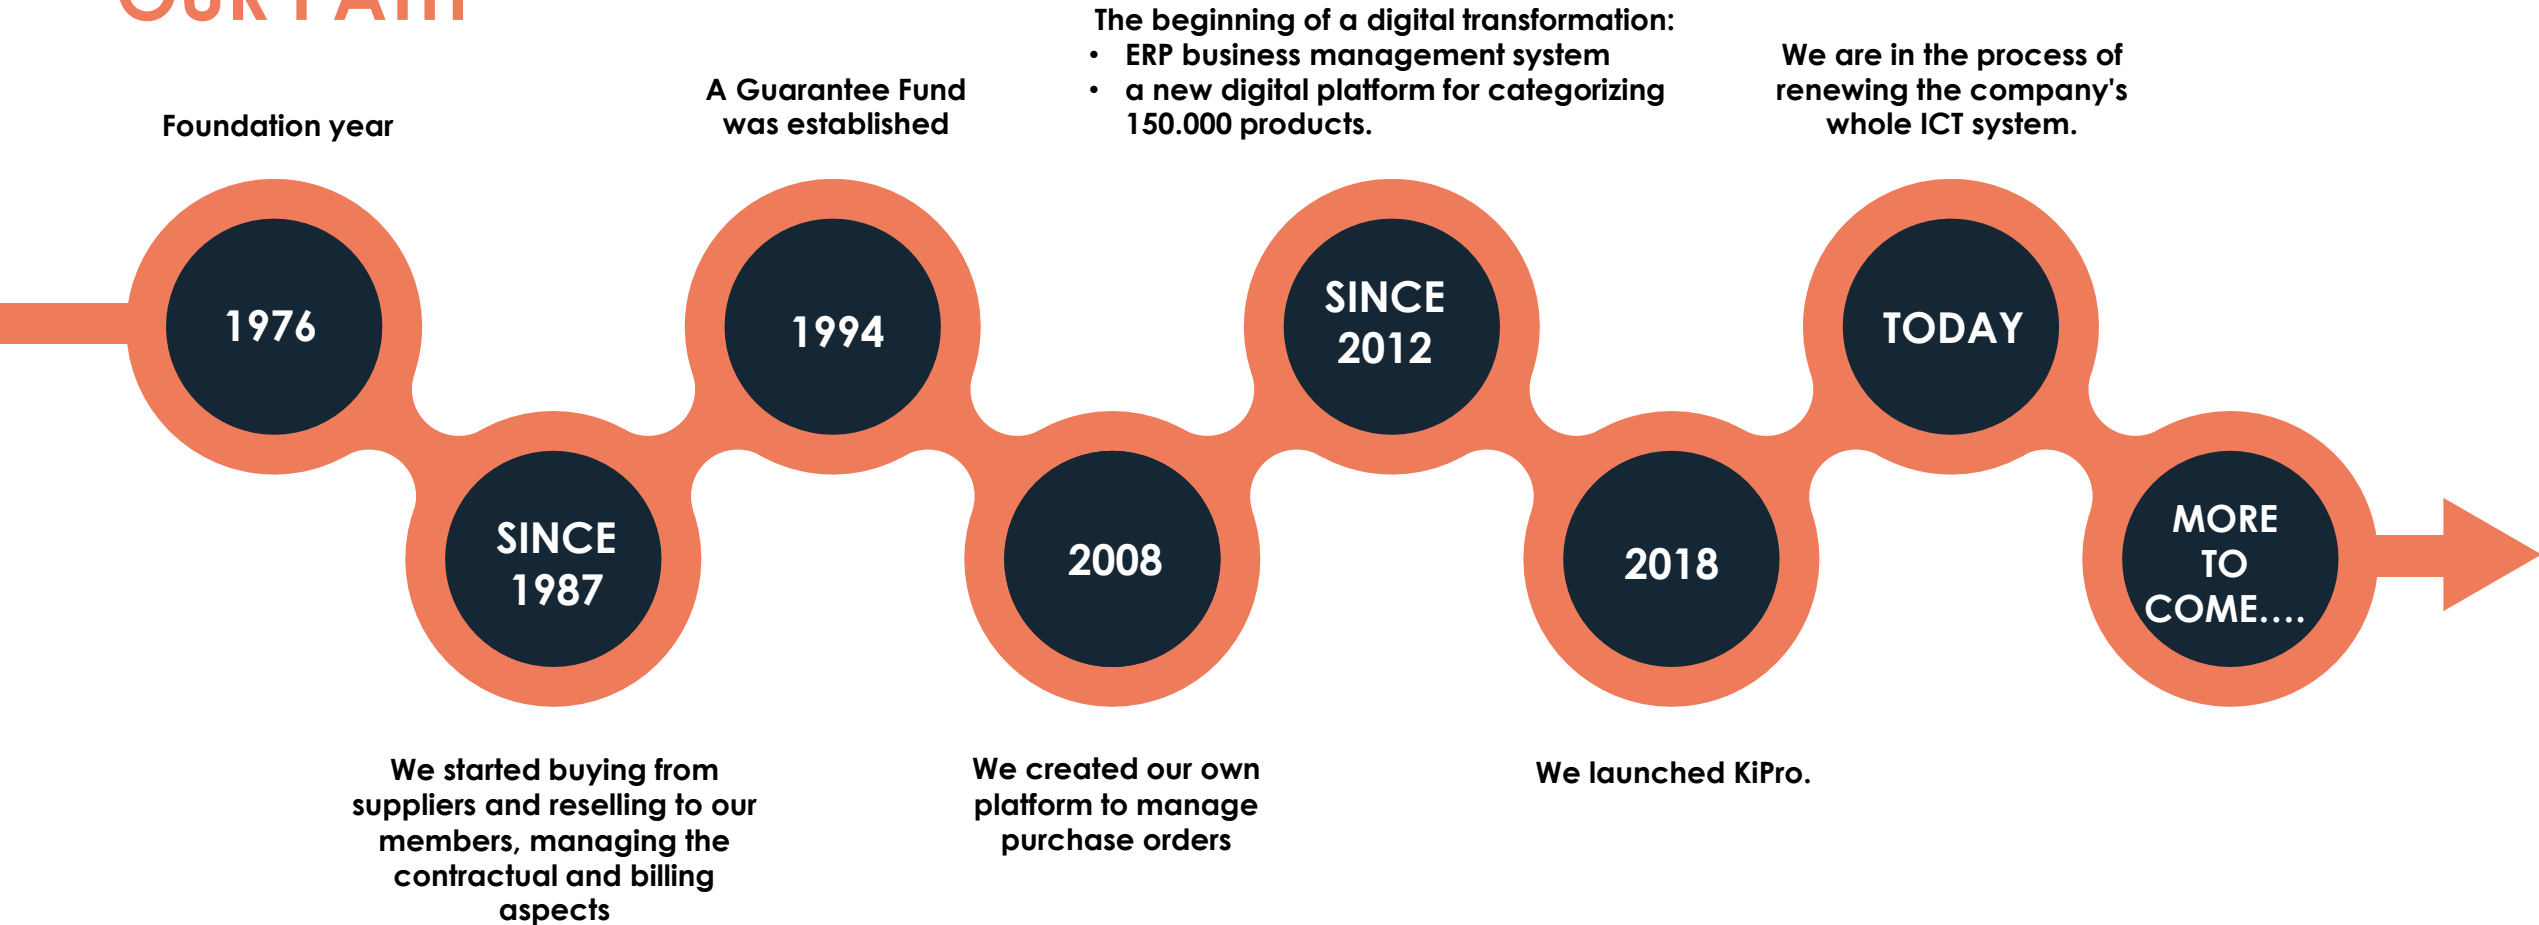 OUR PATH
Foundation year
1976
SINCE
1987
We started buying from
suppliers and reselling to our
members, managing the
contractual and billing
aspects
A Guarantee Fund
was established
1994
2008
We created our own
platform to manage
purchase orders
The beginning of a digital transformation:
• ERP business management system
• a new digital platform for categorizing
150.000 products.
SINCE
2012
2018
We launched KiPro.
We are in the process of
renewing the company's
whole ICT system.
TODAY
MORE
TO
COME....